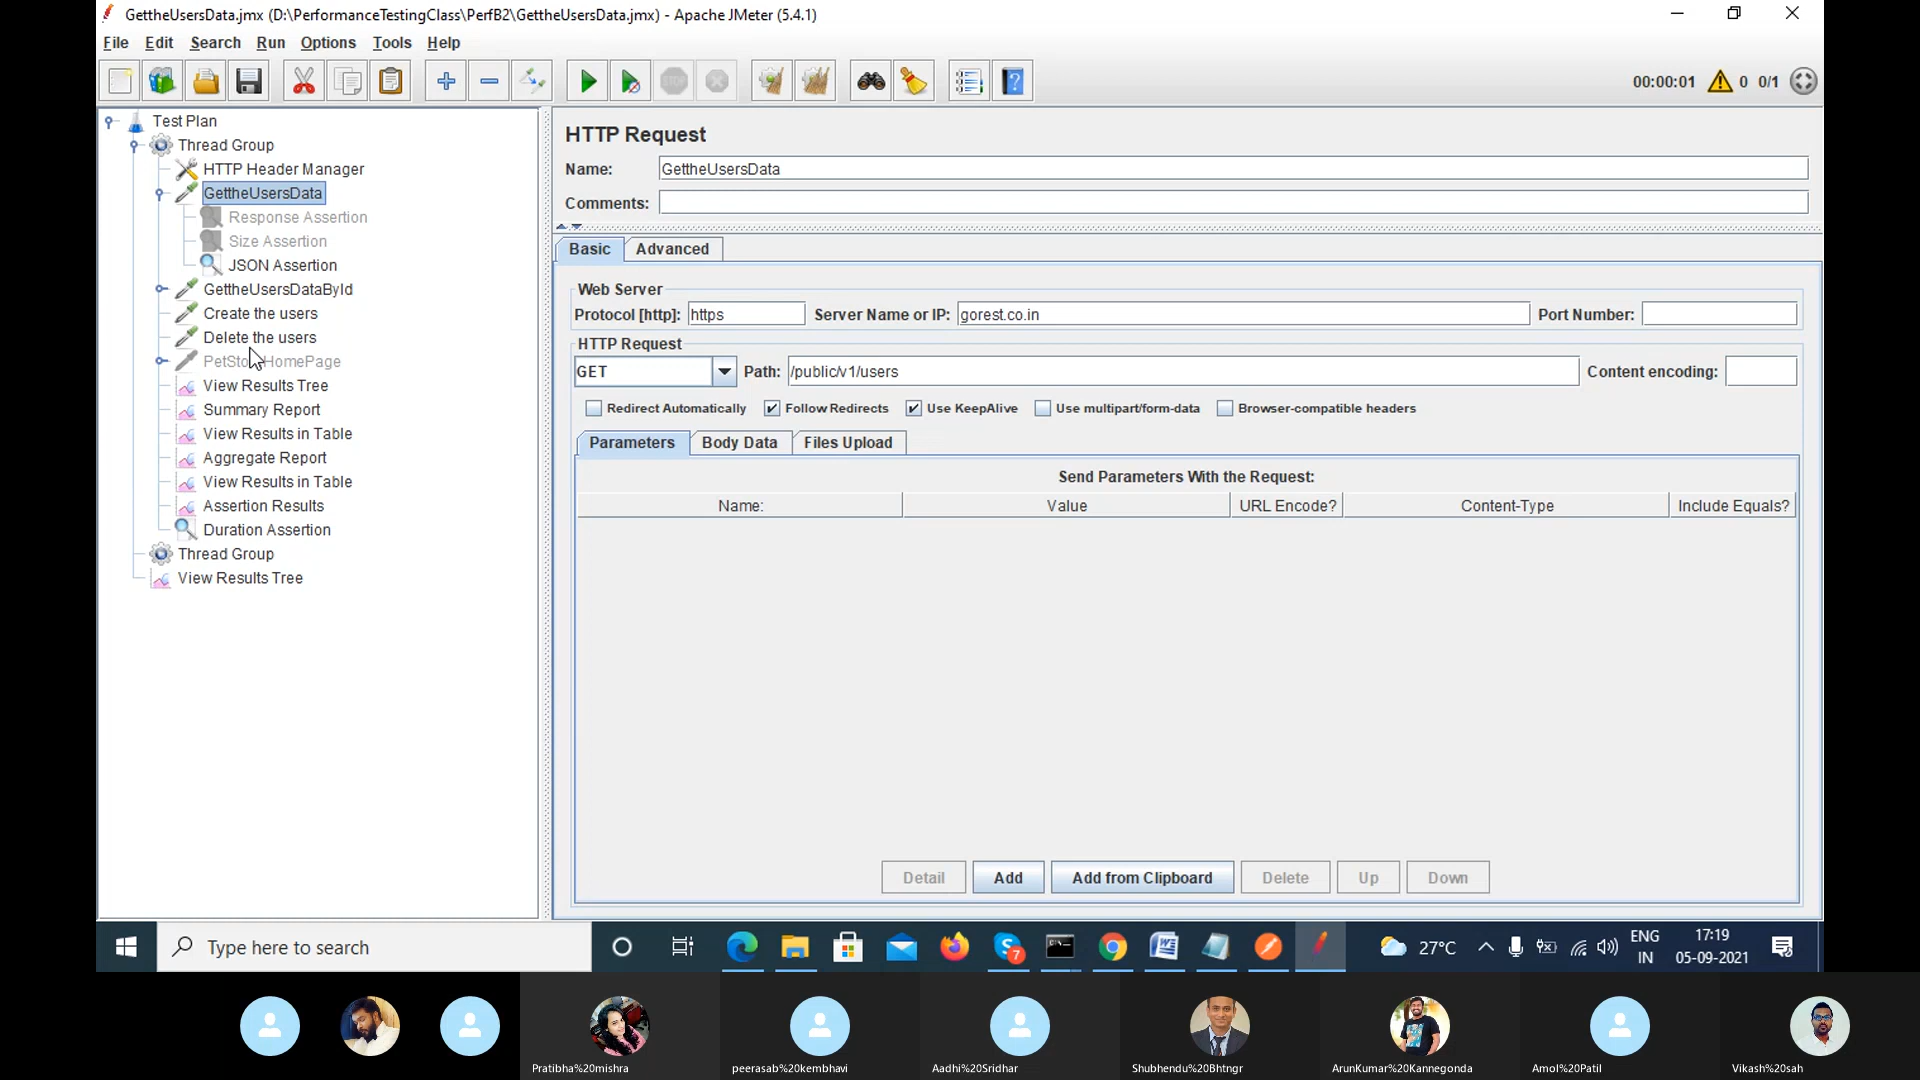 GettheUsersData.jmx (D:\PerformanceTestingClass\PerfB2\GettheUsersData.jmx) - Apache JMeter (5.4.1)
File Edit Search Run Options Tools Help
00:00:01 0 0/1
Test Plan
Thread Group
HTTP Header Manager
GettheUsersData
Response Assertion
Size Assertion
JSON Assertion
GettheUsersDataById
Create the users
Delete the users
PetStoreHomePage
View Results Tree
Summary Report
View Results in Table
Aggregate Report
View Results in Table
Assertion Results
Duration Assertion
Thread Group
View Results Tree
HTTP Request
Name: GettheUsersData
Comments:
Basic Advanced
Web Server
Protocol [http]: https Server Name or IP: gorest.co.in Port Number:
HTTP Request
GET Path: /public/v1/users Content encoding:
Redirect Automatically Follow Redirects Use KeepAlive Use multipart/form-data Browser-compatible headers
Parameters Body Data Files Upload
Send Parameters With the Request:
Name: Value URL Encode? Content-Type Include Equals?
Detail Add Add from Clipboard Delete Up Down
Type here to search
7
27°C
ENG
IN
17:19
05-09-2021
Pratibha%20mishra peerasab%20kembhavi Aadhi%20Sridhar Shubhendu%20Bhtngr ArunKumar%20Kannegonda Amol%20Patil Vikash%20sah